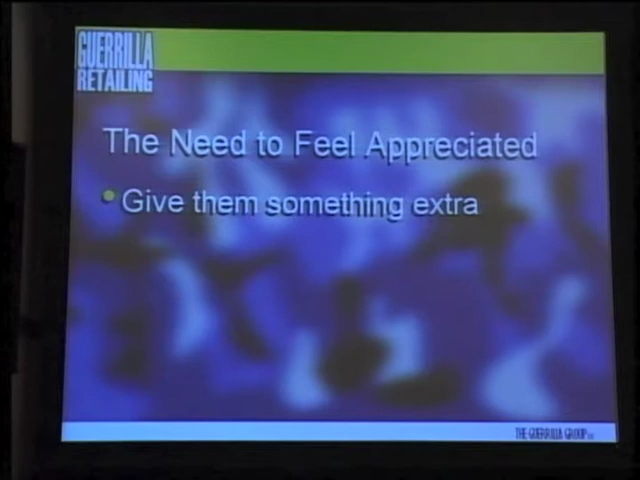 GUERRILLA
RETAILING
The Need to Feel Appreciated
• Give them something extra
THE GUERRILLA GROUP